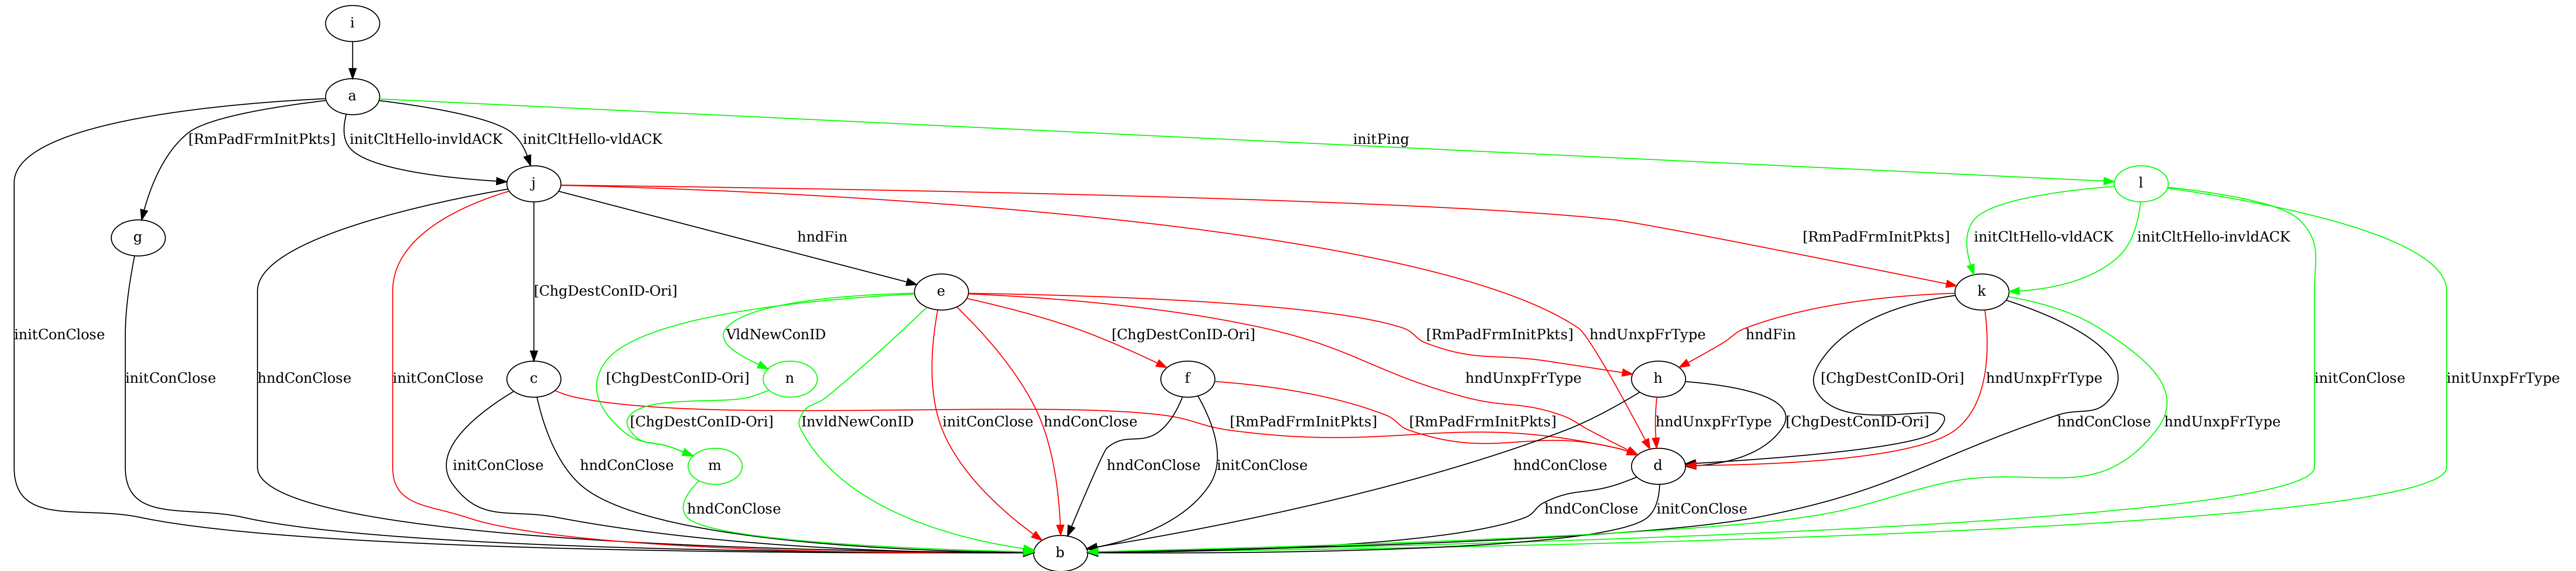 i
a
[RmPadFrmInitPkts]
initCltHello-invldACK
initCltHello-vldACK
initPing
j
l
g
hndFin
[RmPadFrmInitPkts]
initCltHello-vldACK
initCltHello-invldACK
[ChgDestConID-Ori]
e
k
initConClose
VldNewConID
[ChgDestConID-Ori]
[RmPadFrmInitPkts]
hndUnxpFrType
hndFin
initConClose
hndConClose
initConClose
c
[ChgDestConID-Ori]
n
f
hndUnxpFrType
h
[ChgDestConID-Ori]
hndUnxpFrType
initConClose
initUnxpFrType
[ChgDestConID-Ori]
InvldNewConID
initConClose
hndConClose
[RmPadFrmInitPkts]
[RmPadFrmInitPkts]
hndUnxpFrType
[ChgDestConID-Ori]
hndConClose
hndUnxpFrType
initConClose
hndConClose
m
hndConClose
initConClose
hndConClose
d
hndConClose
hndConClose
initConClose
b